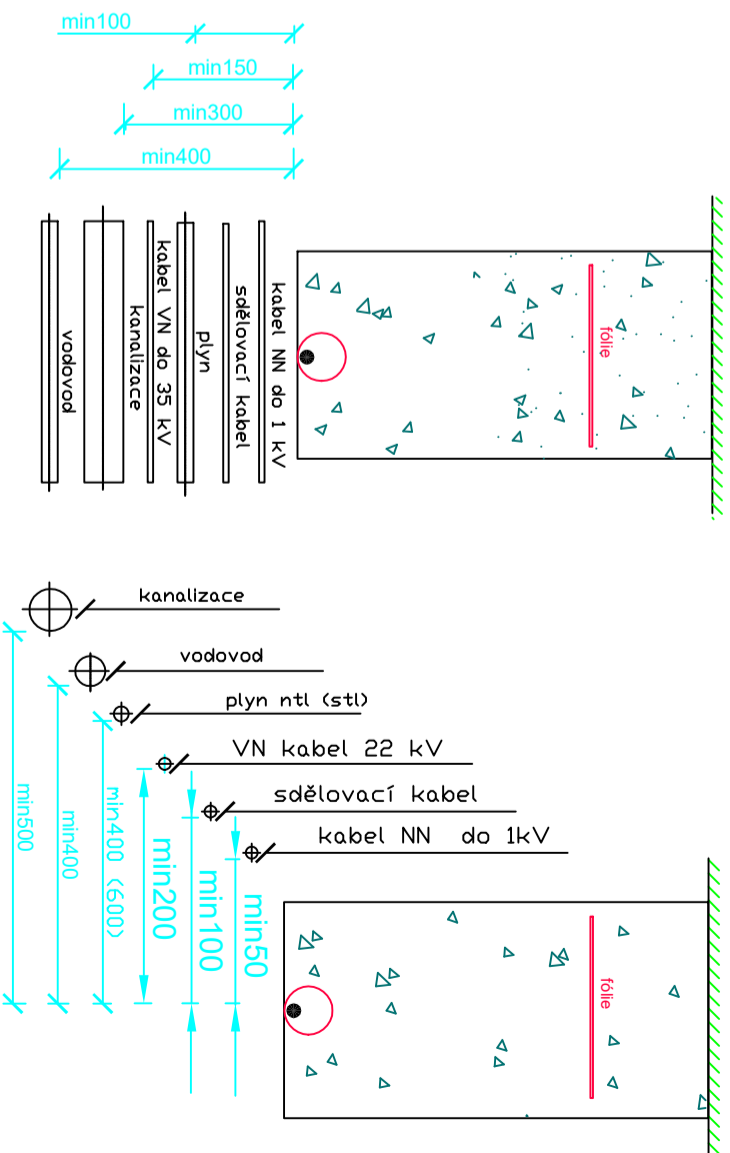 min100
min150
min300
min400
fólie
kabel NN do 1 kV
sdělovací kabel
plyn
kabel VN do 35 kV
kanalizace
vodovod
kanalizace
vodovod
plyn ntl (stl)
VN kabel 22 kV
sdělovací kabel
kabel NN do 1kV
min50
min100
min200
min400 (600)
min400
min500
fólie